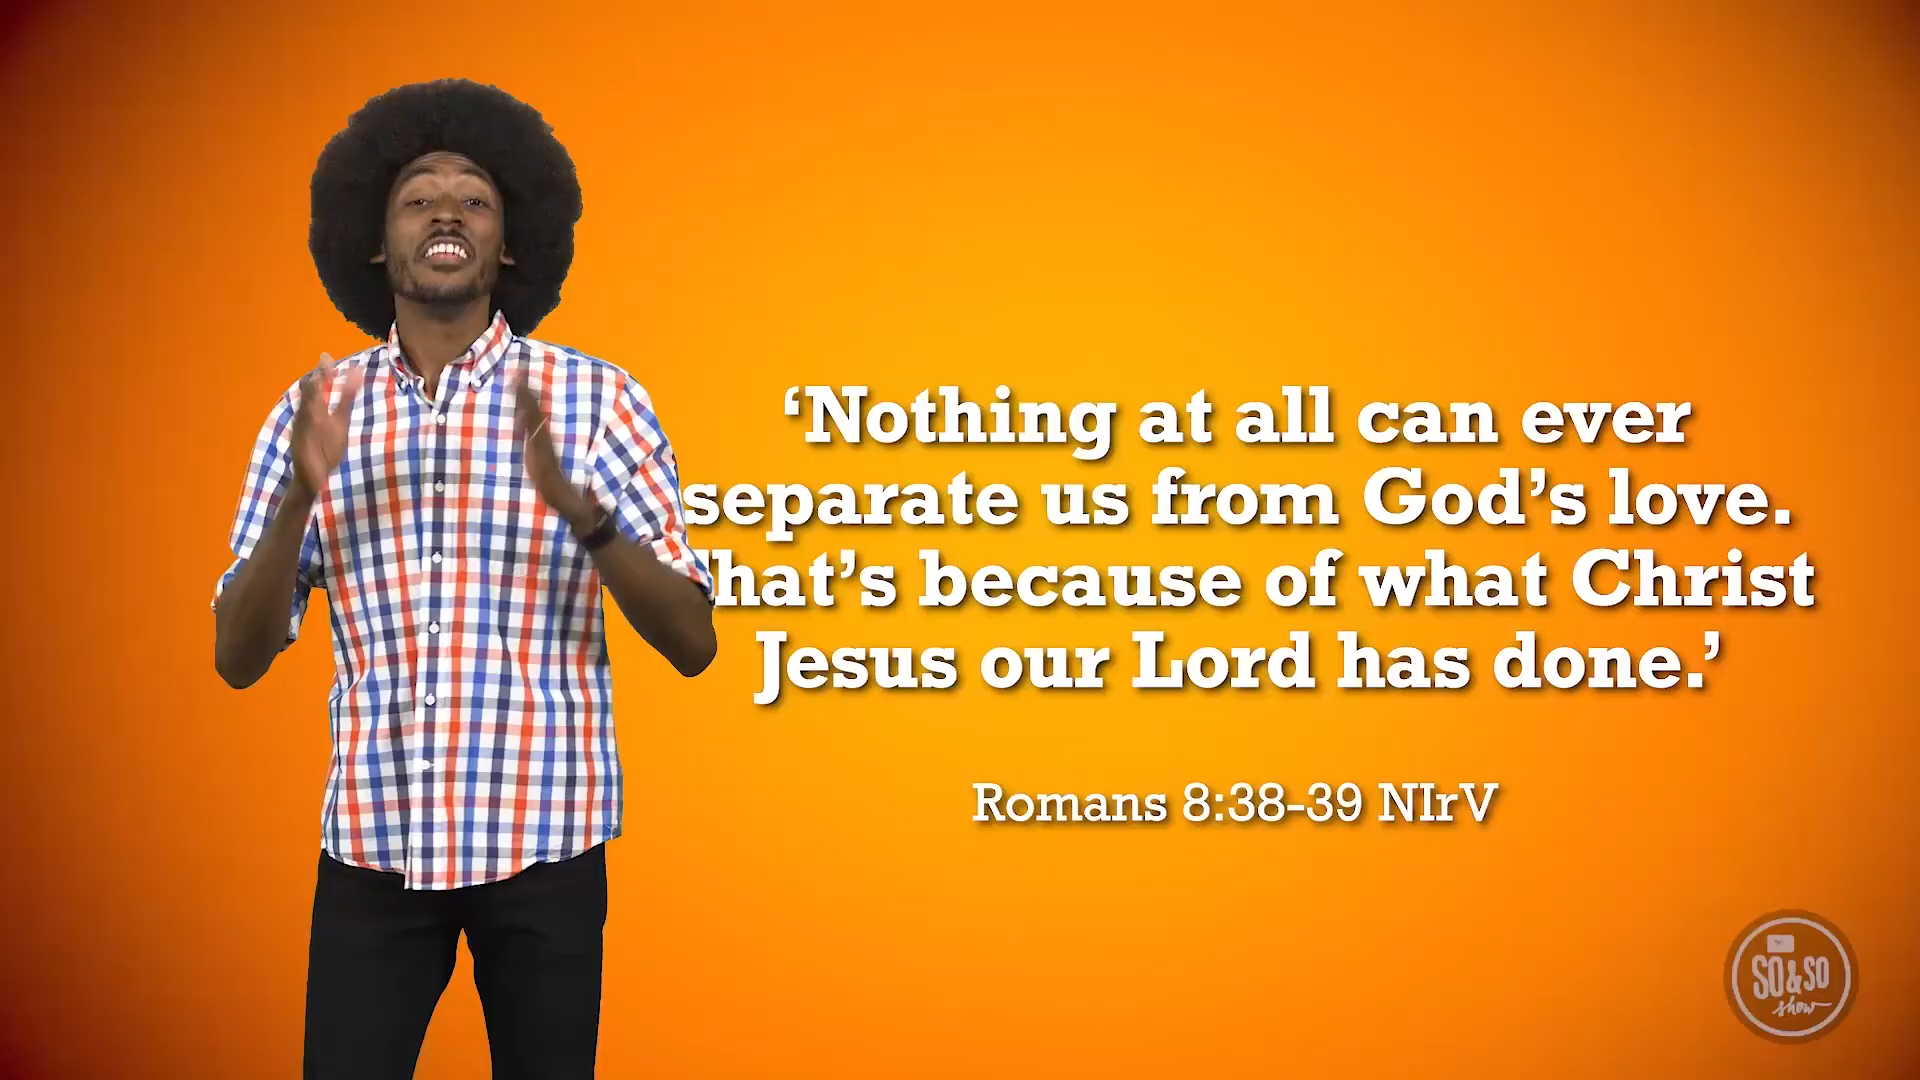 ‘Nothing at all can ever
separate us from God’s love.
hat’s because of what Christ
Jesus our Lord has done.’
Romans 8:38-39 NIrV
SO & SO
show